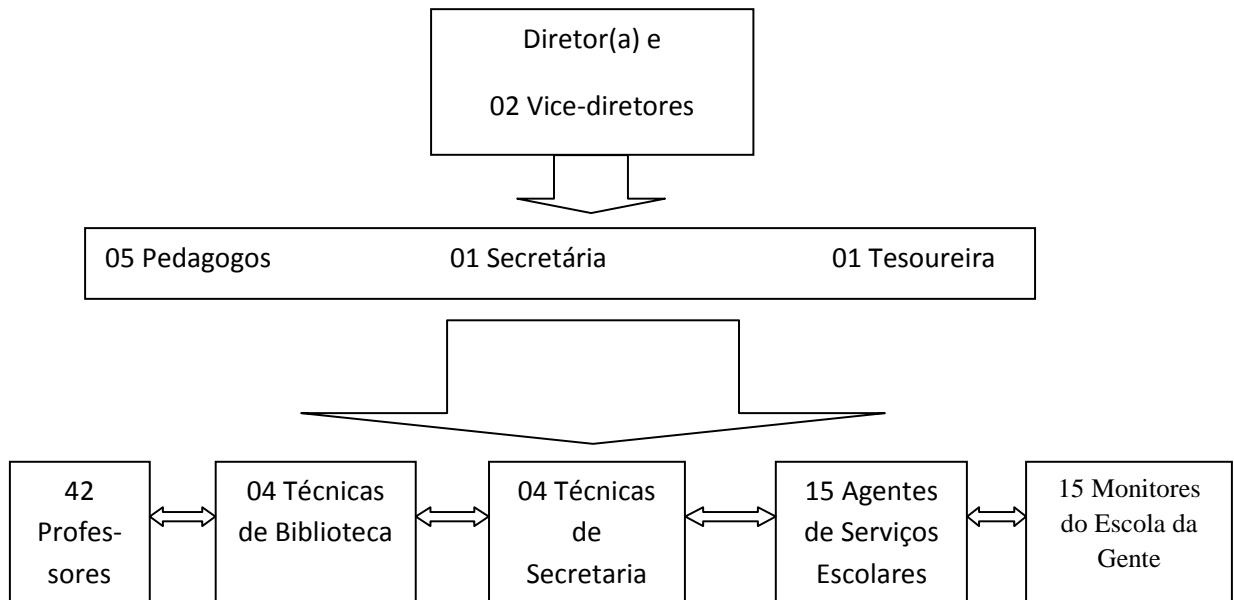 Diretor(a) e
02 Vice-diretores
05 Pedagogos 01 Secretária 01 Tesoureira
42
Profes-
sores
04 Técnicas
de Biblioteca
04 Técnicas
de
Secretaria
15 Agentes
de Serviços
Escolares
15 Monitores
do Escola da
Gente